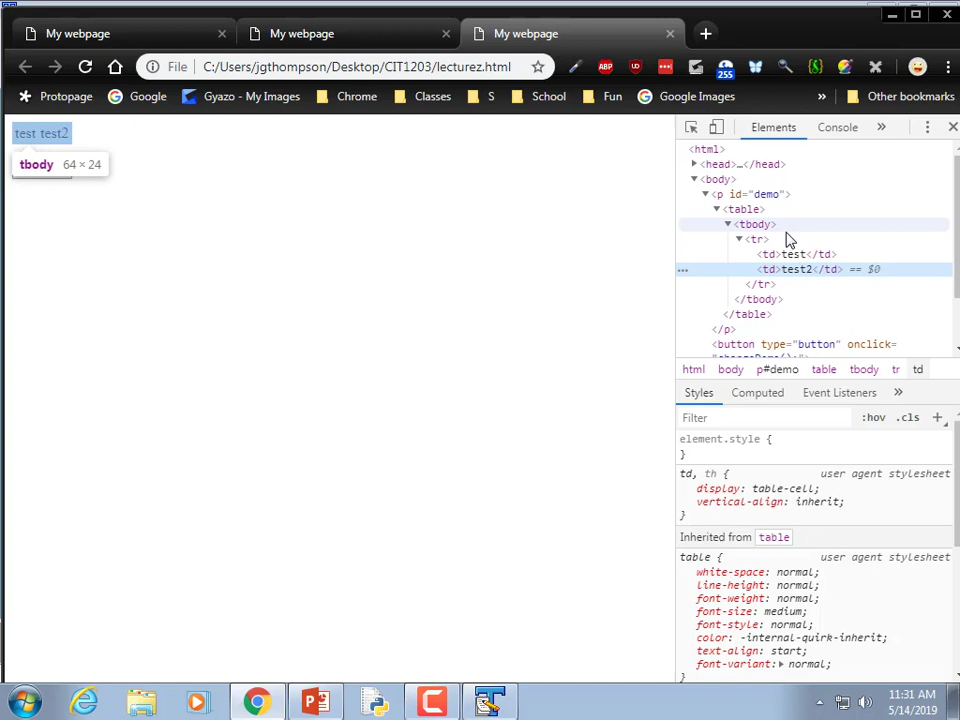 My webpage
My webpage
My webpage
File C:/Users/jgthompson/Desktop/CIT1203/lecturez.html
ABP
UD
255
Protopage
Google
Gyazo - My Images
Chrome
Classes
S
School
Fun
Google Images
»
Other bookmarks
test test2
tbody 64 × 24
Elements
Console
»
<html>
<head>…</head>
<body>
<p id="demo">
<table>
<tbody>
<tr>
<td>test</td>
<td>test2</td> == $0
</tr>
</tbody>
</table>
</p>
<button type="button" onclick=
html body p#demo table tbody tr td
Styles Computed Event Listeners »
Filter :hov .cls +
element.style {
}
td, th { user agent stylesheet
display: table-cell;
vertical-align: inherit;
}
Inherited from table
table { user agent stylesheet
white-space: normal;
line-height: normal;
font-weight: normal;
font-size: medium;
font-style: normal;
color: -internal-quirk-inherit;
text-align: start;
font-variant: normal;
11:31 AM
5/14/2019